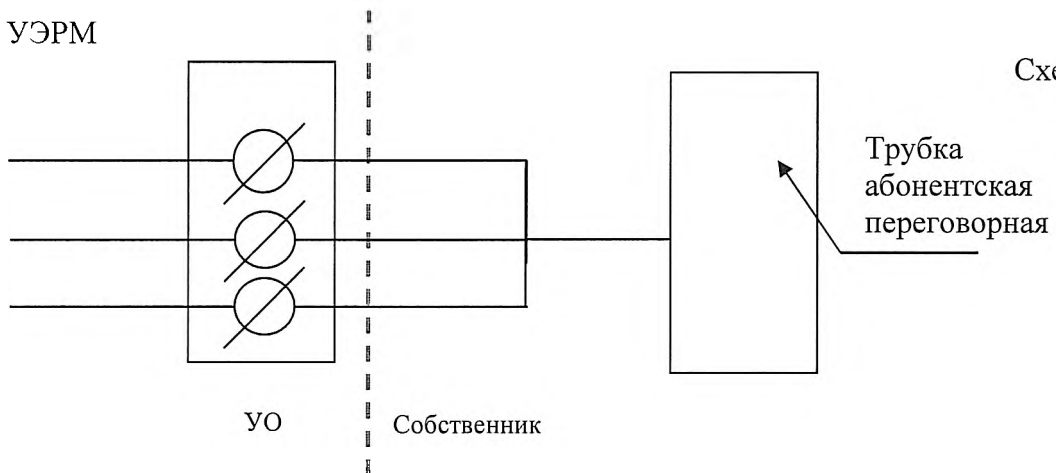 УЭРМ
Схе
Трубка
абонентская
переговорная
УО
Собственник